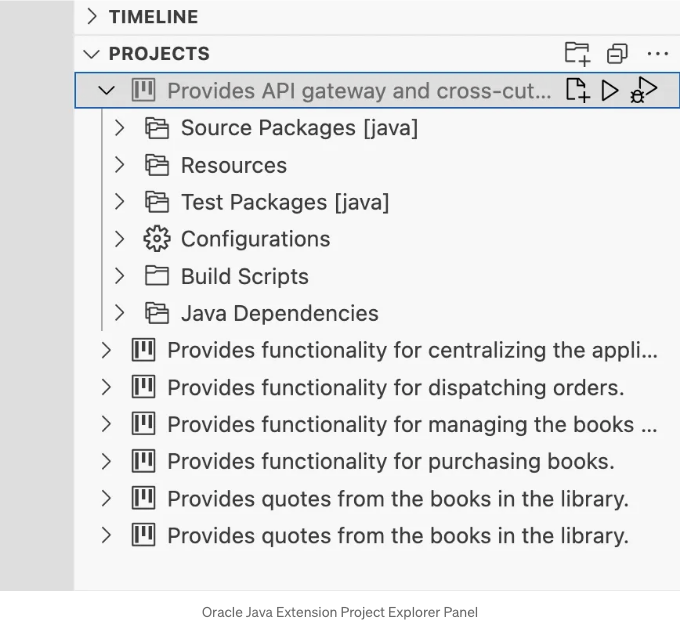 TIMELINE
PROJECTS
Provides API gateway and cross-cut...
Source Packages [java]
Resources
Test Packages [java]
Configurations
Build Scripts
Java Dependencies
Provides functionality for centralizing the appli...
Provides functionality for dispatching orders.
Provides functionality for managing the books ...
Provides functionality for purchasing books.
Provides quotes from the books in the library.
Provides quotes from the books in the library.
Oracle Java Extension Project Explorer Panel